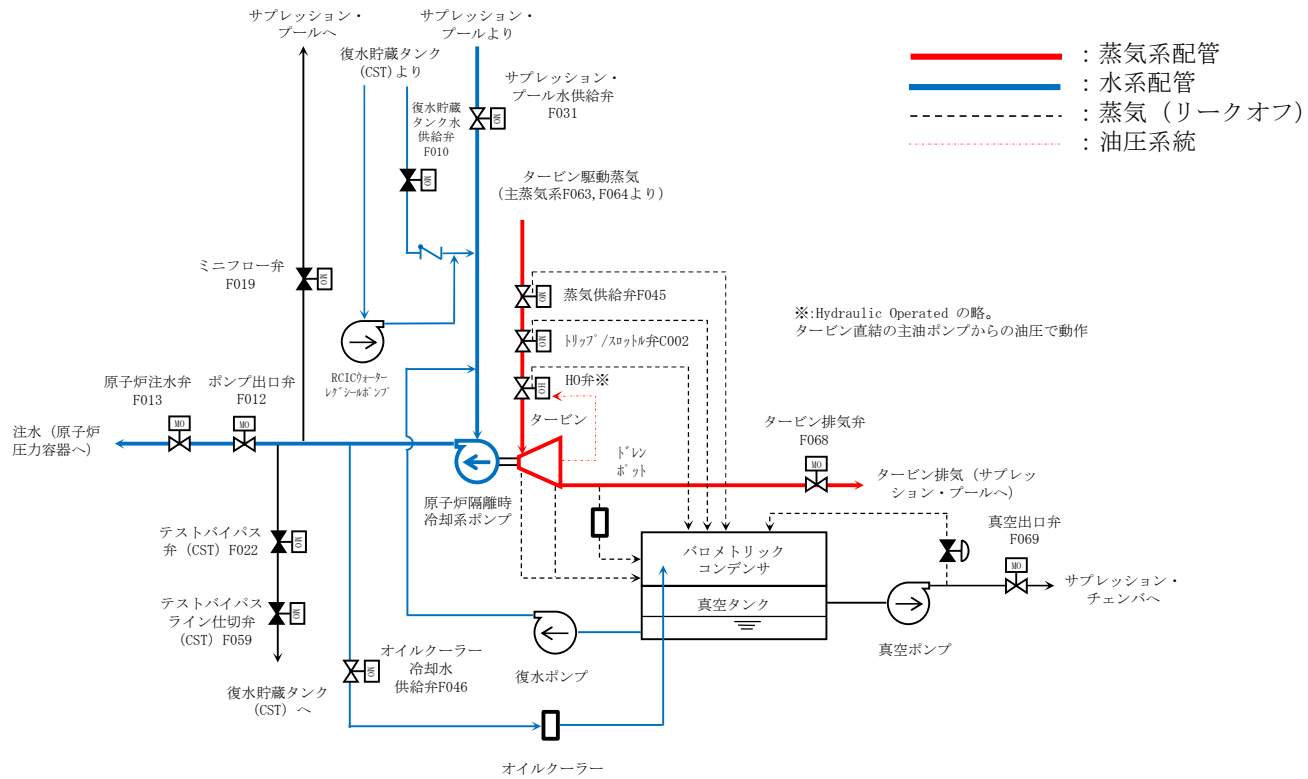 サプレッション・
プールへ
サプレッション・
プールより
復水貯蔵タンク
(CST)より
サプレッション・
プール水供給弁
F031
MO
復水貯蔵
タンク水
供給弁
F010
MO
:蒸気系配管
:水系配管
:蒸気(リークオフ)
:油圧系統
タービン駆動蒸気
(主蒸気系F063,F064より)
ミニフロー弁
F019
MO
MO
蒸気供給弁F045
MO
トリップ/スロットル弁C002
HO
HO弁※
※:Hydraulic Operated の略。
タービン直結の主油ポンプからの油圧で動作
RCICウォーター
レグシールポンプ
原子炉注水弁
F013
MO
ポンプ出口弁
F012
MO
注水(原子炉
圧力容器へ)
タービン
ドレン
ポット
原子炉隔離時
冷却系ポンプ
タービン排気弁
F068
MO
タービン排気(サプレッ
ション・プールへ)
テストバイパス
弁(CST)F022
MO
テストバイパス
ライン仕切弁
(CST)F059
MO
復水貯蔵タンク
(CST)へ
オイルクーラー
冷却水
供給弁F046
MO
バロメトリック
コンデンサ
真空タンク
復水ポンプ
真空ポンプ
真空出口弁
F069
MO
サプレッション・
チェンバへ
オイルクーラー